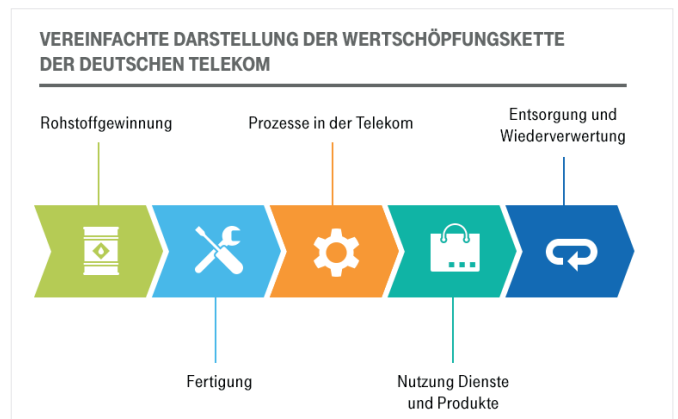 VEREINFACHTE DARSTELLUNG DER WERTSCHÖPFUNGSKETTE
DER DEUTSCHEN TELEKOM
Rohstoffgewinnung
Prozesse in der Telekom
Entsorgung und
Wiederverwertung
Fertigung
Nutzung Dienste
und Produkte